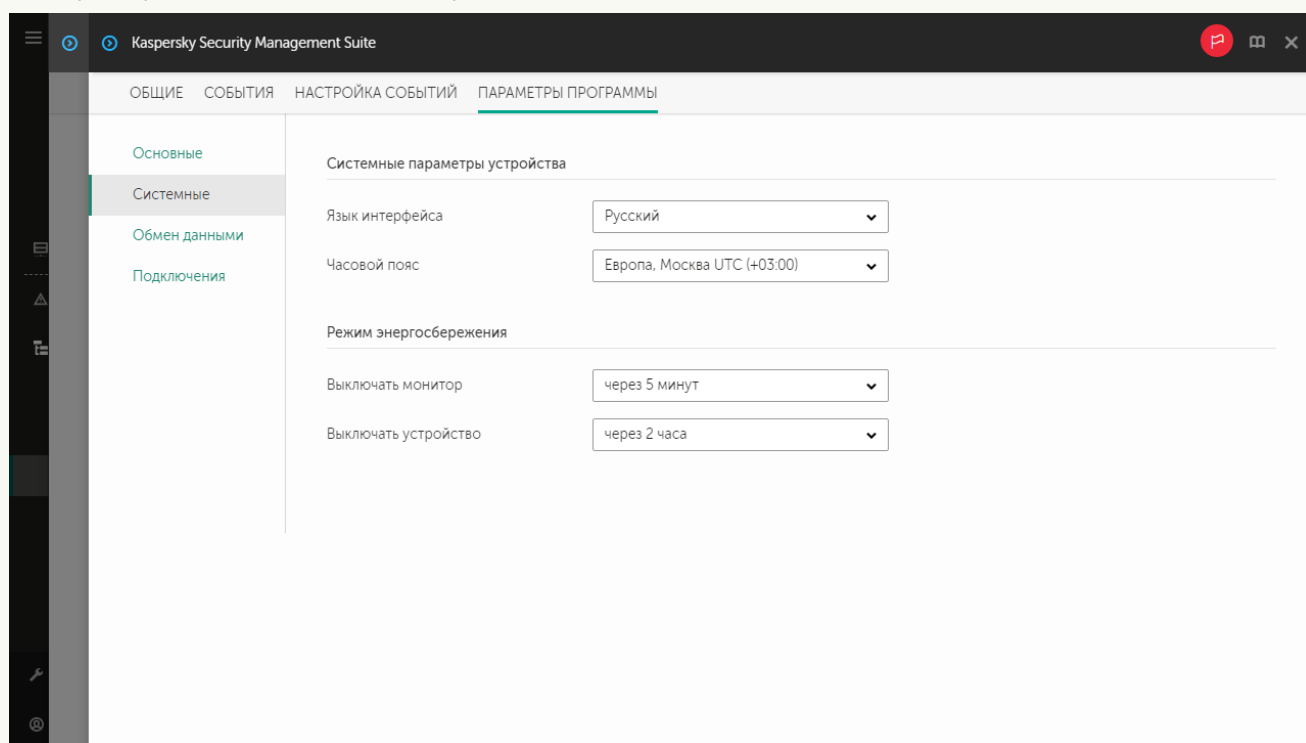 Kaspersky Security Management Suite
ОБЩИЕ СОБЫТИЯ НАСТРОЙКА СОБЫТИЙ ПАРАМЕТРЫ ПРОГРАММЫ
Основные
Системные
Обмен данными
Подключения
Системные параметры устройства
Язык интерфейса Русский
Часовой пояс Европа, Москва UTC (+03:00)
Режим энергосбережения
Выключать монитор через 5 минут
Выключать устройство через 2 часа